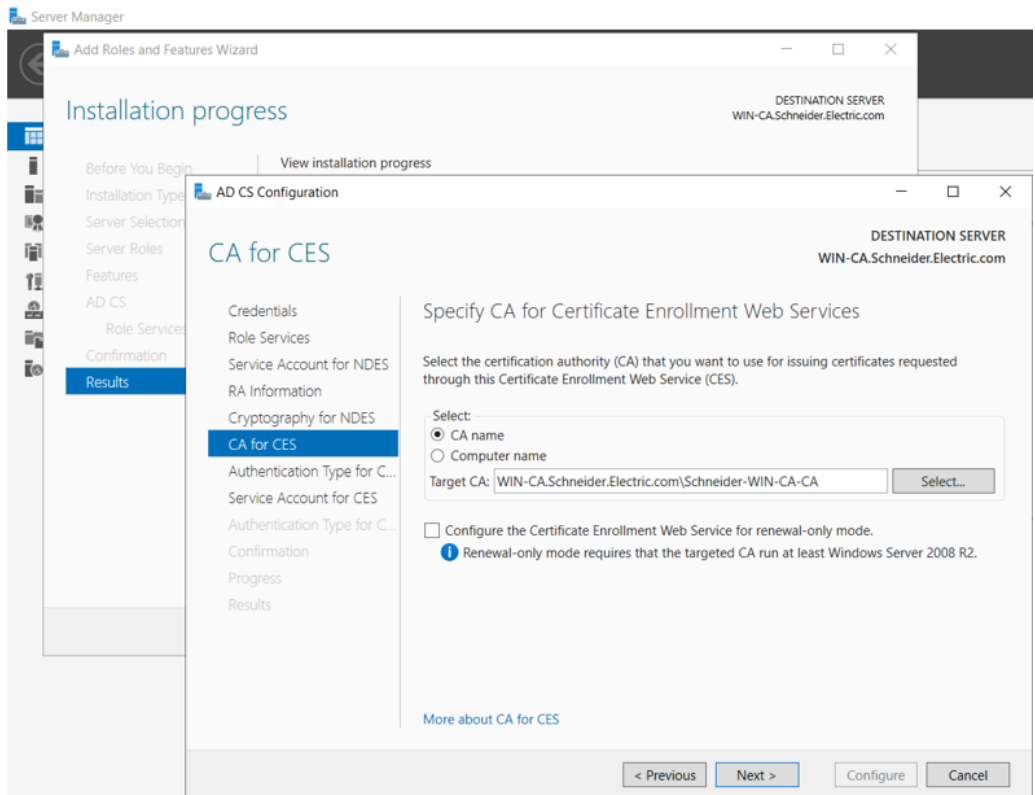 Server Manager
Add Roles and Features Wizard
Installation progress
DESTINATION SERVER
WIN-CA.Schneider.Electric.com
Before You Begin
View installation progress
Installation Type
Server Selection
Server Roles
Features
AD CS
Role Services
Confirmation
Results
AD CS Configuration
CA for CES
DESTINATION SERVER
WIN-CA.Schneider.Electric.com
Credentials
Role Services
Service Account for NDES
RA Information
Cryptography for NDES
CA for CES
Authentication Type for C...
Service Account for CES
Authentication Type for C...
Confirmation
Progress
Results
Specify CA for Certificate Enrollment Web Services
Select the certification authority (CA) that you want to use for issuing certificates requested
through this Certificate Enrollment Web Service (CES).
Select:
CA name
Computer name
Target CA: WIN-CA.Schneider.Electric.com\Schneider-WIN-CA-CA Select...
Configure the Certificate Enrollment Web Service for renewal-only mode.
Renewal-only mode requires that the targeted CA run at least Windows Server 2008 R2.
More about CA for CES
< Previous Next > Configure Cancel